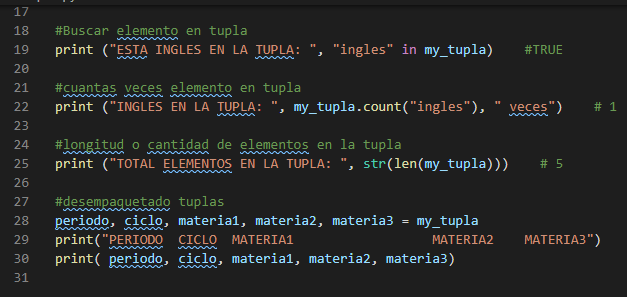 17
18 #Buscar elemento en tupla
19 print ("ESTA INGLES EN LA TUPLA: ", "ingles" in my_tupla)    #TRUE
20
21 #cuantas veces elemento en tupla
22 print ("INGLES EN LA TUPLA: ", my_tupla.count("ingles"), " veces")    # 1
23
24 #longitud o cantidad de elementos en la tupla
25 print ("TOTAL ELEMENTOS EN LA TUPLA: ", str(len(my_tupla)))    # 5
26
27 #desempaquetado tuplas
28 periodo, ciclo, materia1, materia2, materia3 = my_tupla
29 print("PERIODO  CICLO  MATERIA1                  MATERIA2    MATERIA3")
30 print( periodo, ciclo, materia1, materia2, materia3)
31